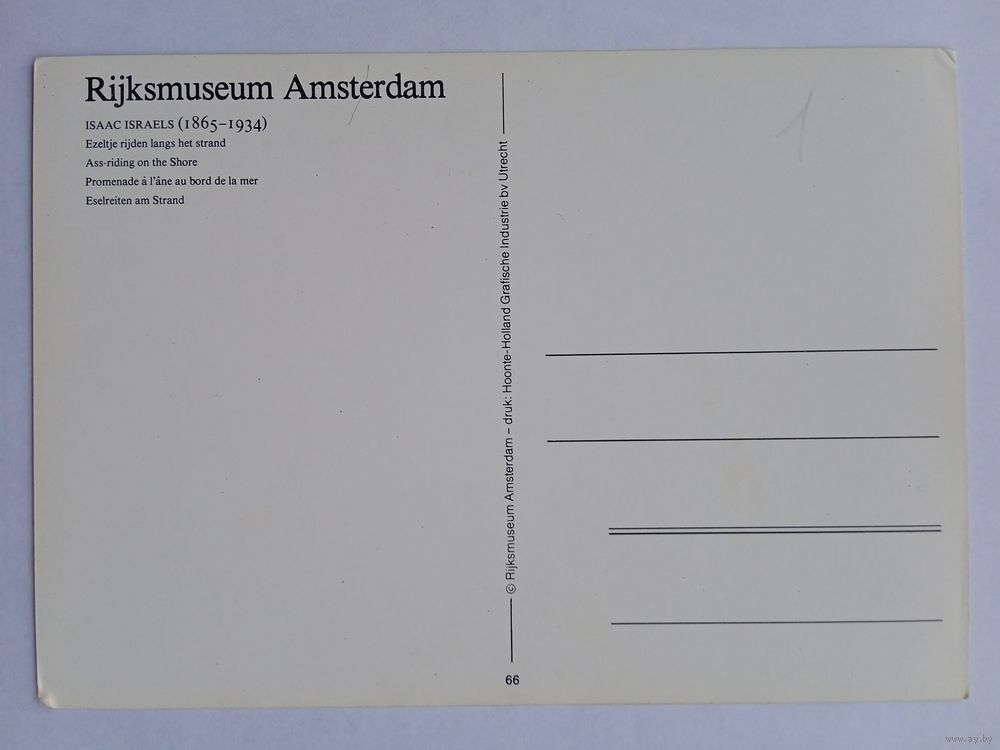 Rijksmuseum Amsterdam
ISAAC ISRAELS (1865–1934)
Ezeltje rijden langs het strand
Ass-riding on the Shore
Promenade à l'âne au bord de la mer
Eselreiten am Strand
© Rijksmuseum Amsterdam – druk: Hoonte-Holland Grafische Industrie bv Utrecht
66
1
www.ay.by